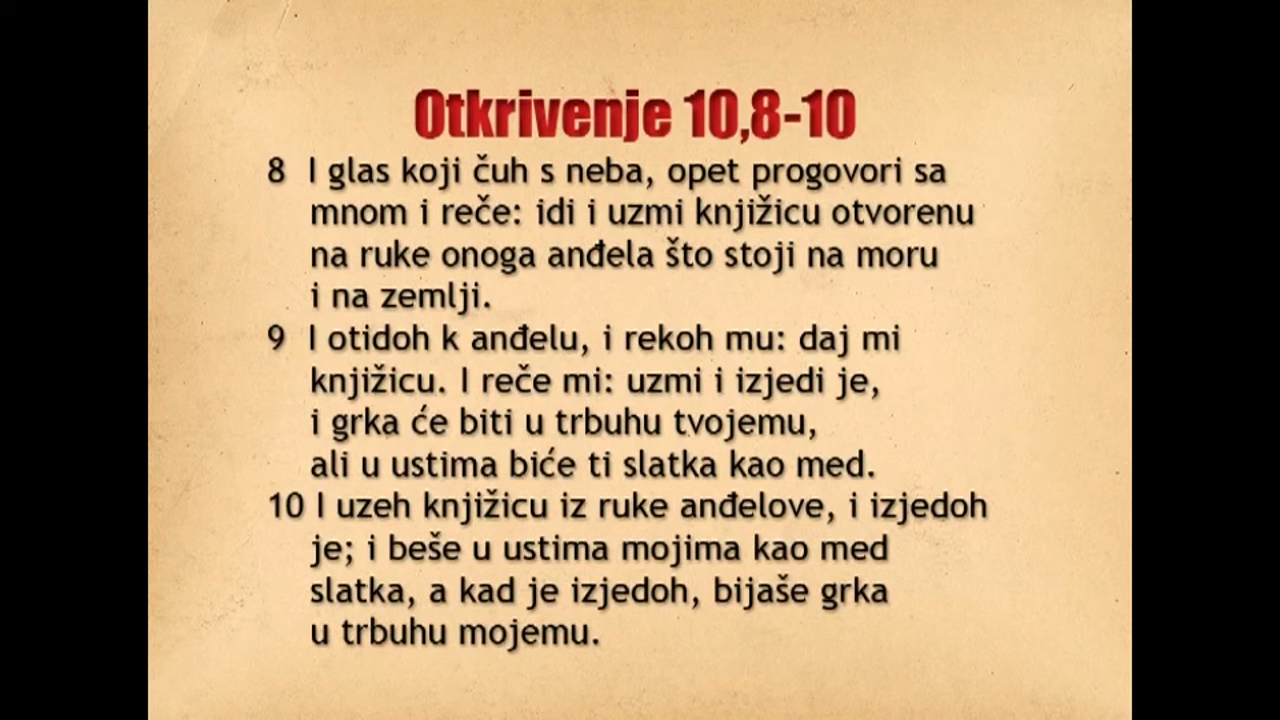 Otkrivenje 10,8-10
8 I glas koji čuh s neba, opet progovori sa
mnom i reče: idi i uzmi knjižicu otvorenu
na ruke onoga anđela što stoji na moru
i na zemlji.
9 I otidoh k anđelu, i rekoh mu: daj mi
knjižicu. I reče mi: uzmi i izjedi je,
i grka će biti u trbuhu tvojemu,
ali u ustima biće ti slatka kao med.
10 I uzeh knjižicu iz ruke anđelove, i izjedoh
je; i beše u ustima mojima kao med
slatka, a kad je izjedoh, bijaše grka
u trbuhu mojemu.